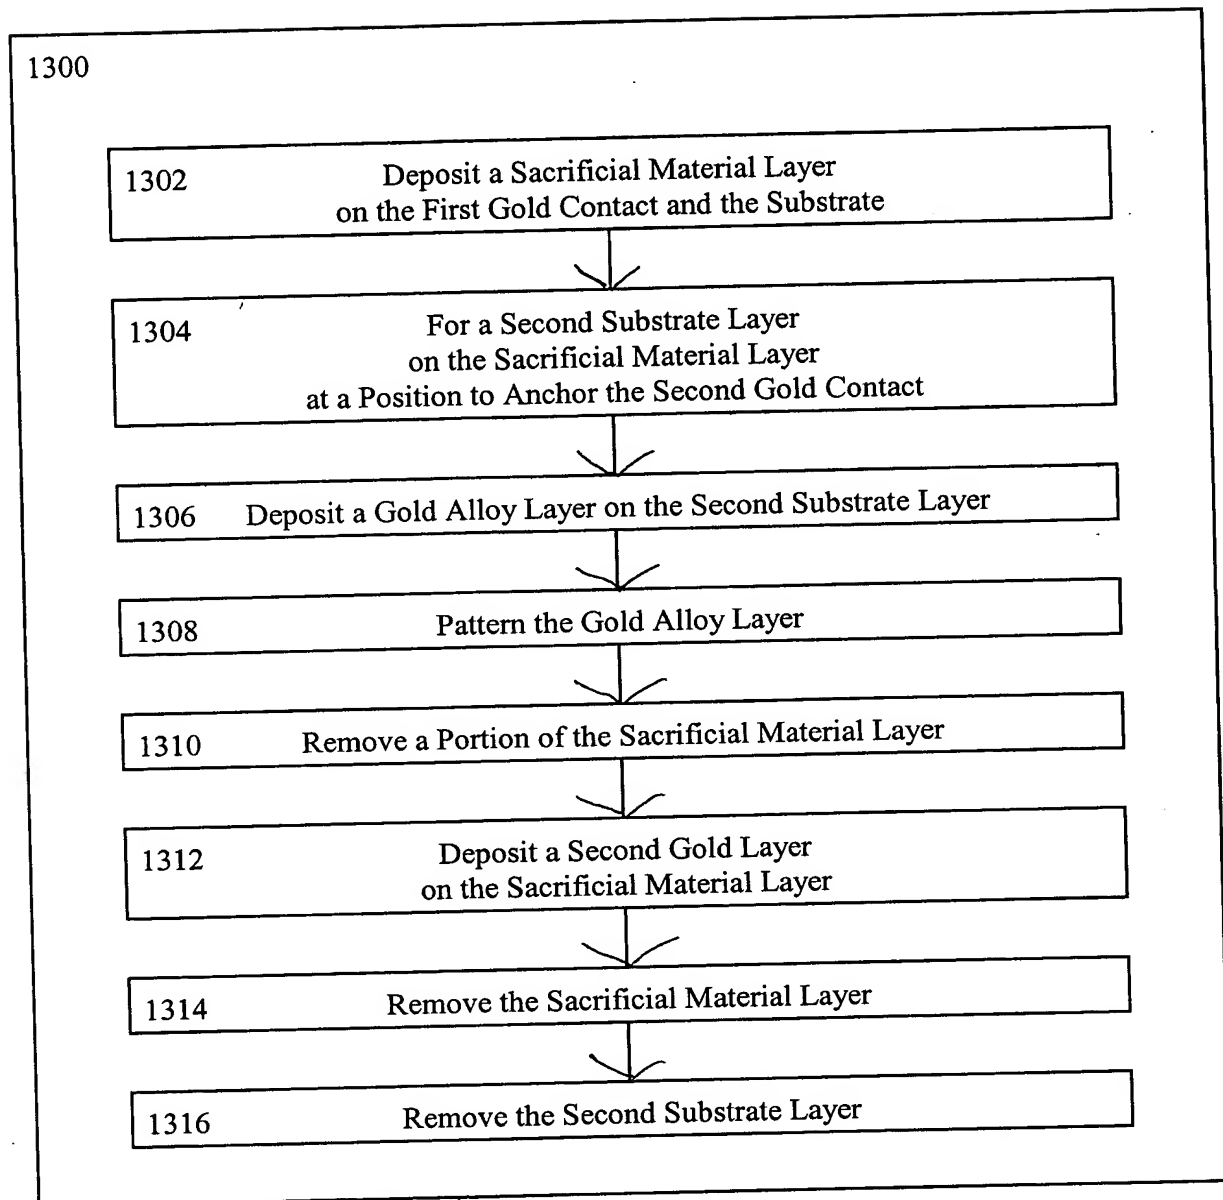 1300
1302 Deposit a Sacrificial Material Layer
on the First Gold Contact and the Substrate
1304 For a Second Substrate Layer
on the Sacrificial Material Layer
at a Position to Anchor the Second Gold Contact
1306 Deposit a Gold Alloy Layer on the Second Substrate Layer
1308 Pattern the Gold Alloy Layer
1310 Remove a Portion of the Sacrificial Material Layer
1312 Deposit a Second Gold Layer
on the Sacrificial Material Layer
1314 Remove the Sacrificial Material Layer
1316 Remove the Second Substrate Layer